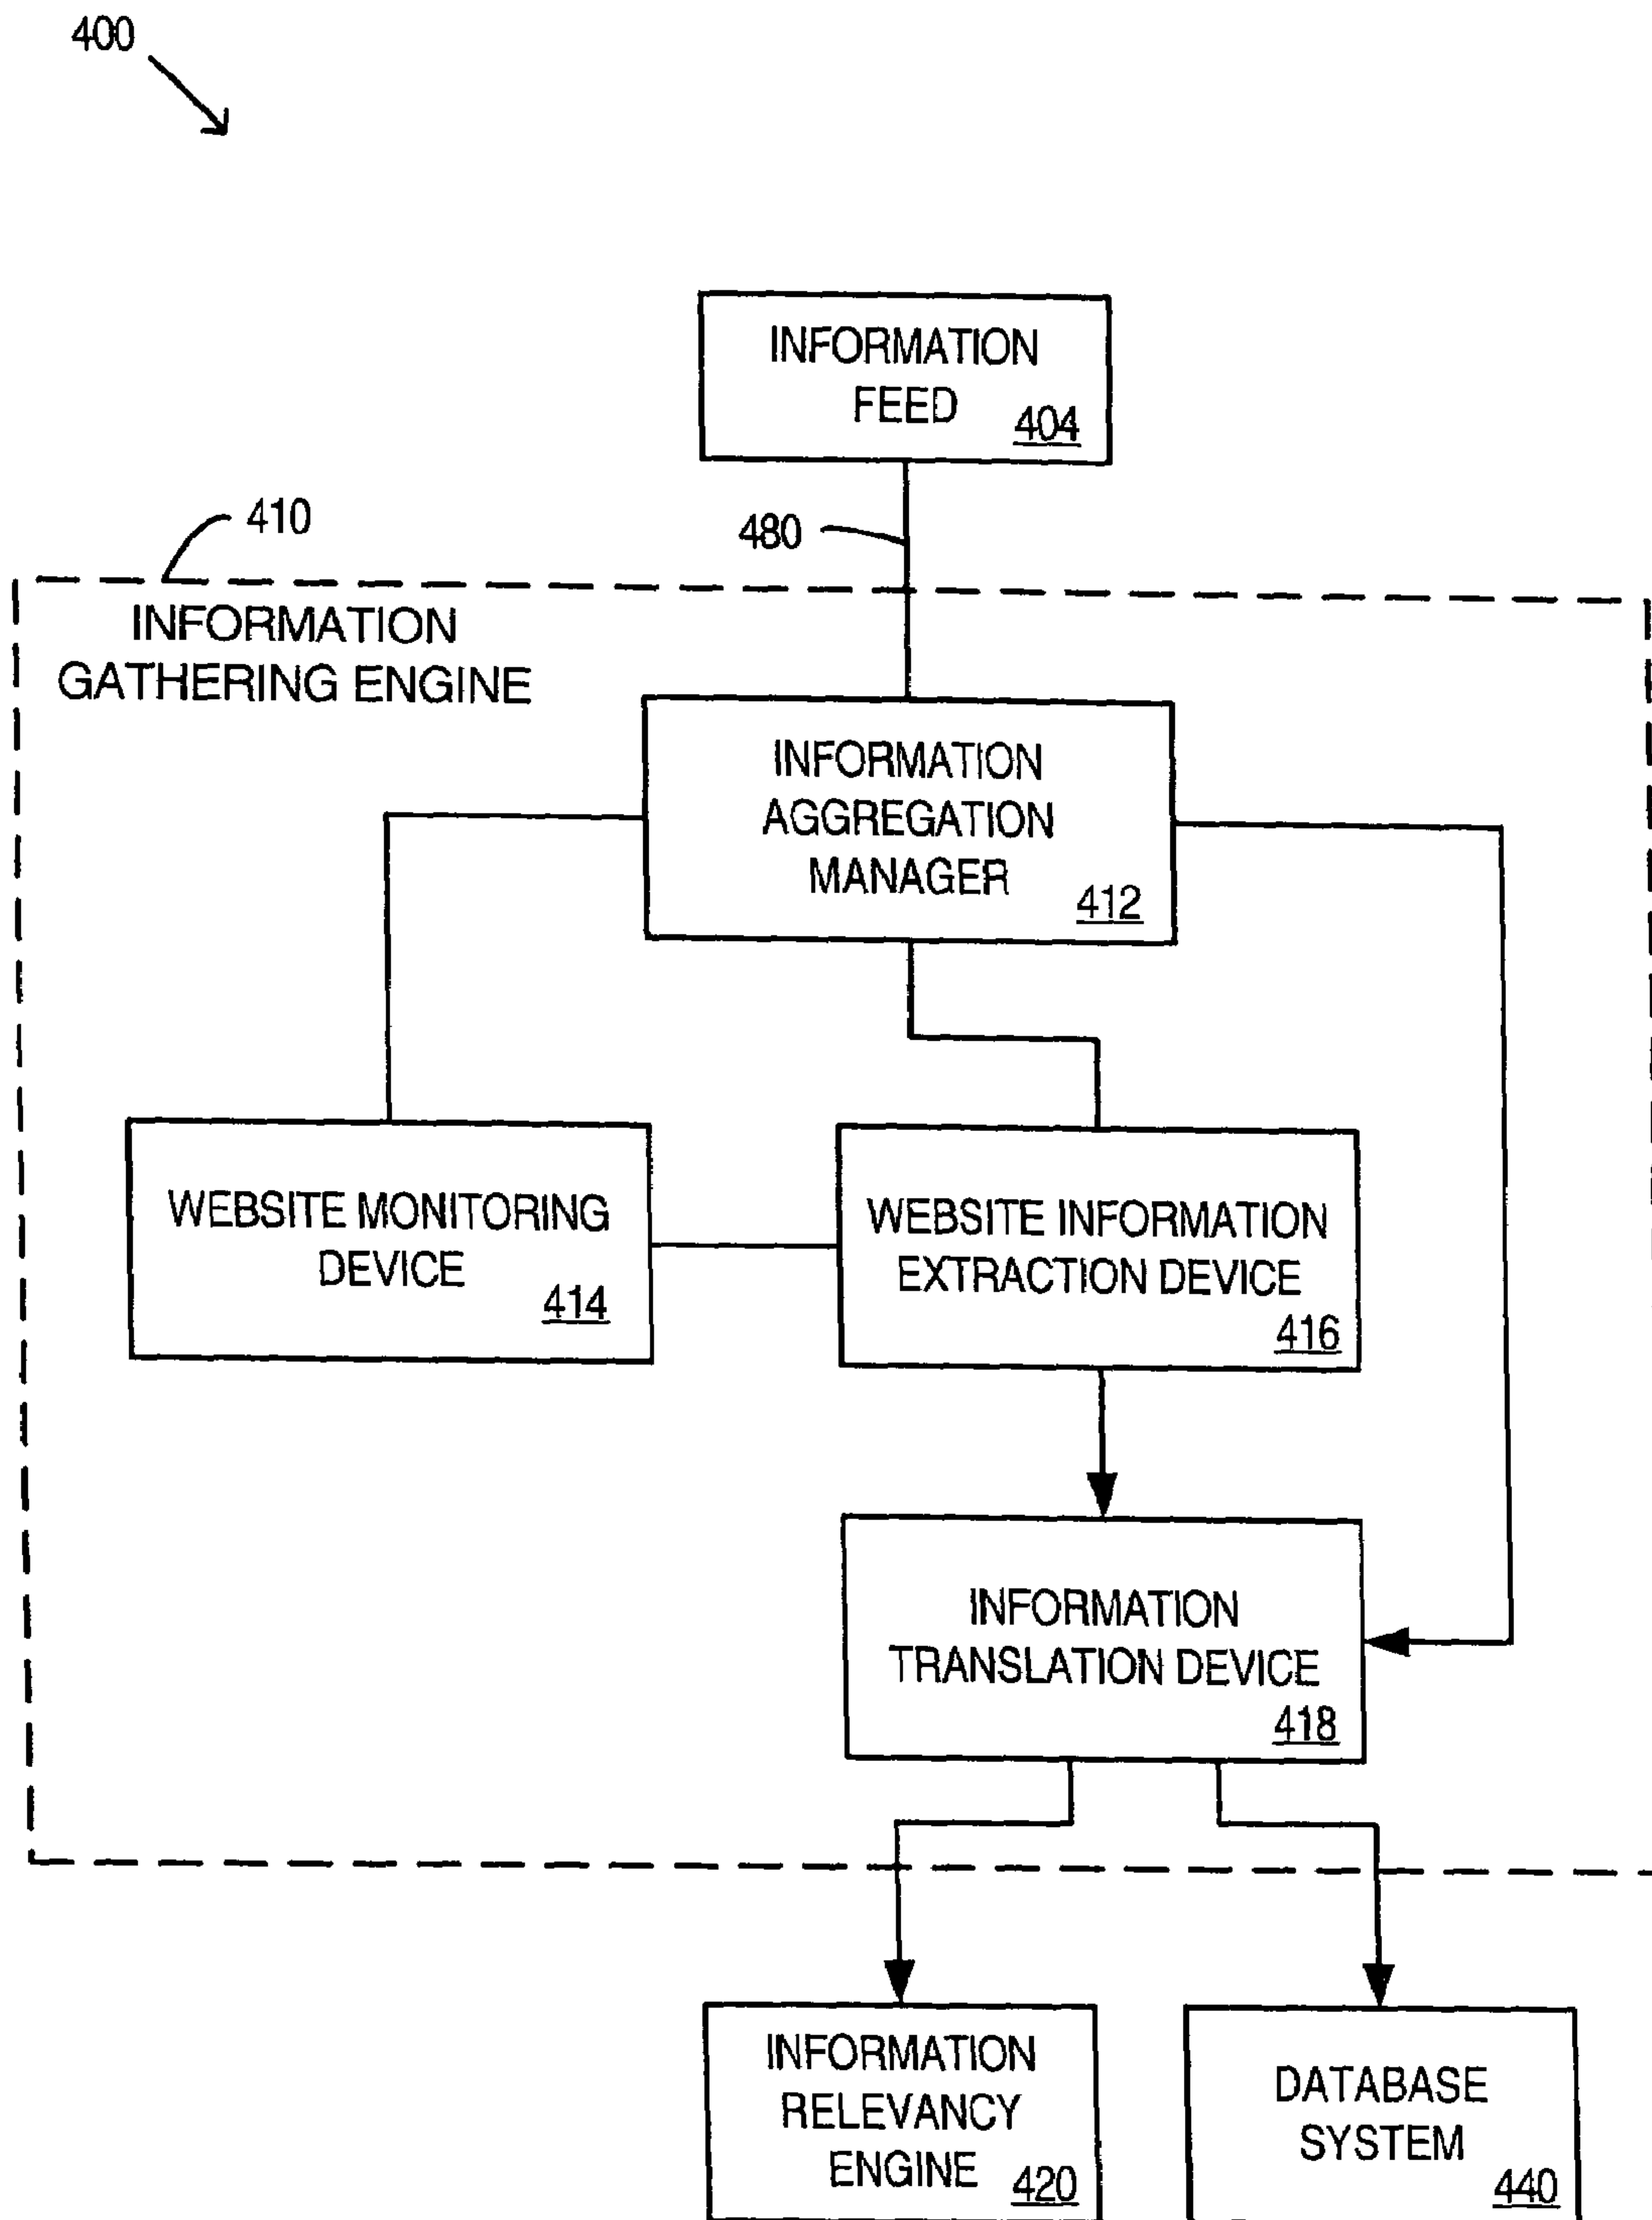 400
INFORMATION
FEED
404
410
480
INFORMATION
GATHERING ENGINE
INFORMATION
AGGREGATION
MANAGER
412
WEBSITE MONITORING
DEVICE
414
WEBSITE INFORMATION
EXTRACTION DEVICE
416
INFORMATION
TRANSLATION DEVICE
418
INFORMATION
RELEVANCY
ENGINE
420
DATABASE
SYSTEM
440